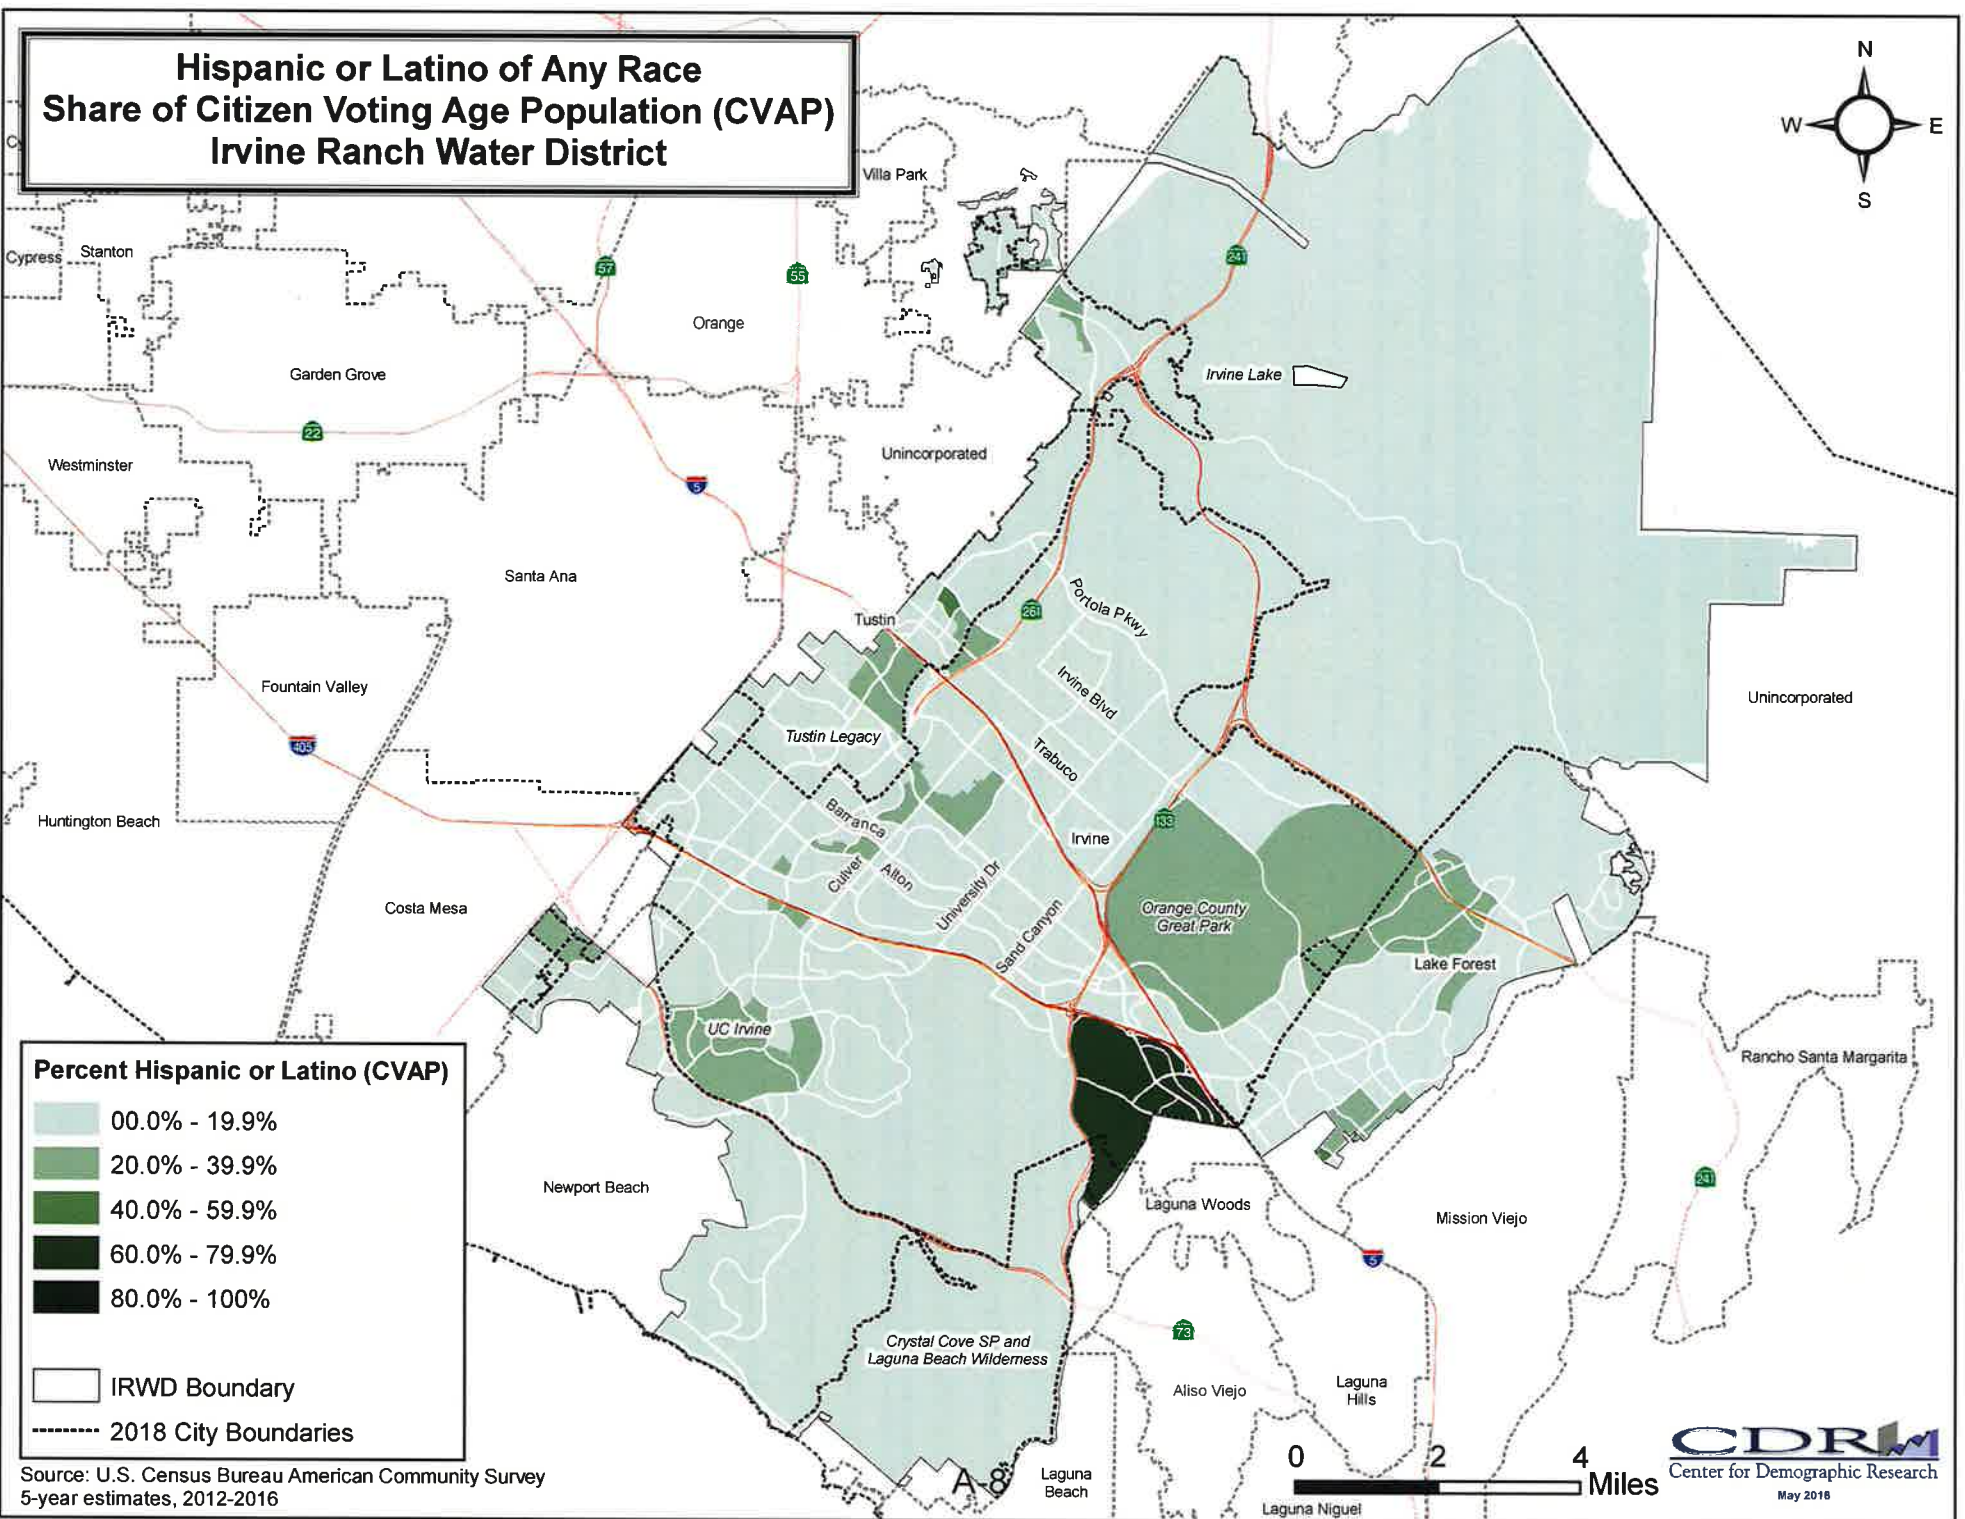 Hispanic or Latino of Any Race
Share of Citizen Voting Age Population (CVAP)
Irvine Ranch Water District
N
W
E
S
Villa Park
Cypress
Stanton
57
55
241
Orange
Garden Grove
Irvine Lake
22
Westminster
Unincorporated
5
Santa Ana
Portola Pkwy
261
Tustin
Fountain Valley
Irvine Blvd
Unincorporated
Tustin Legacy
405
Trabuco
Huntington Beach
Barranca
133
Irvine
Culver
Alton
University Dr
Costa Mesa
Orange County
Great Park
Sand Canyon
Lake Forest
UC Irvine
Rancho Santa Margarita
Percent Hispanic or Latino (CVAP)
00.0% - 19.9%
20.0% - 39.9%
40.0% - 59.9%
60.0% - 79.9%
80.0% - 100%
IRWD Boundary
2018 City Boundaries
Newport Beach
Laguna Woods
Mission Viejo
241
5
73
Crystal Cove SP and
Laguna Beach Wilderness
Aliso Viejo
Laguna
Hills
Source: U.S. Census Bureau American Community Survey
5-year estimates, 2012-2016
A-8
Laguna
Beach
0 2 4
Miles
Laguna Niguel
CDR
Center for Demographic Research
May 2018